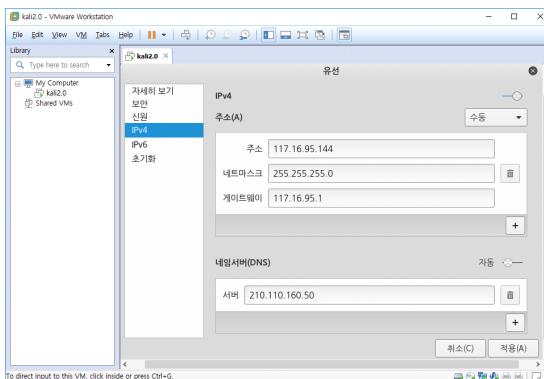 kali2.0 - VMware Workstation
File Edit View VM Tabs Help
Library
Type here to search
My Computer
kali2.0
Shared VMs
kali2.0
유선
자세히 보기
보안
신원
IPv4
IPv6
초기화
IPv4
주소(A)
수동
주소 117.16.95.144
네트마스크 255.255.255.0
게이트웨이 117.16.95.1
+
네임서버(DNS)
자동
서버 210.110.160.50
+
취소(C)
적용(A)
To direct input to this VM, click inside or press Ctrl+G.